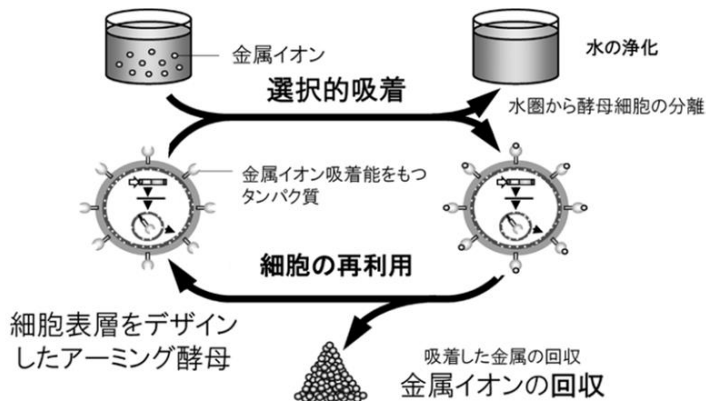 金属イオン
水の浄化
選択的吸着
水圏から酵母細胞の分離
金属イオン吸着能をもつ
タンパク質
細胞の再利用
細胞表層をデザイン
したアーミング酵母
吸着した金属の回収
金属イオンの回収